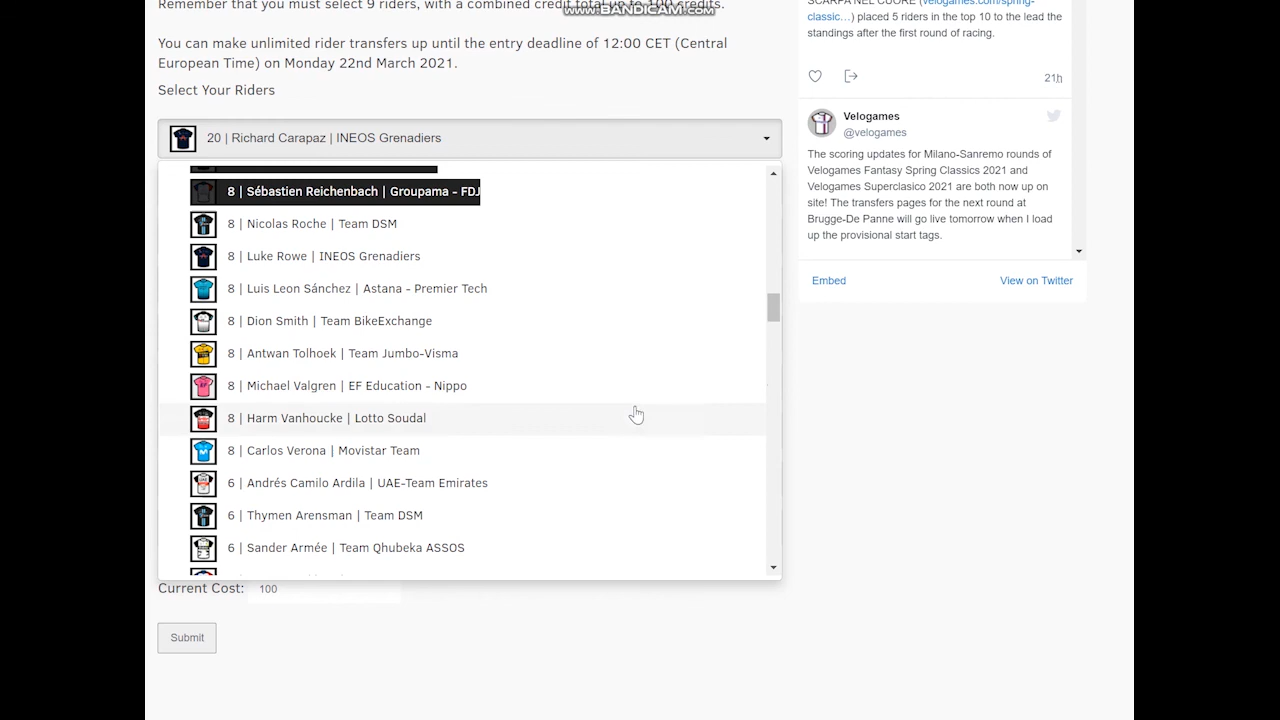 Remember that you must select 9 riders, with a combined credit total up to 100 credits.
www.BANDICAM.com
You can make unlimited rider transfers up until the entry deadline of 12:00 CET (Central
European Time) on Monday 22nd March 2021.
Select Your Riders
20 | Richard Carapaz | INEOS Grenadiers
8 | Sébastien Reichenbach | Groupama - FDJ
8 | Nicolas Roche | Team DSM
8 | Luke Rowe | INEOS Grenadiers
8 | Luis Leon Sánchez | Astana - Premier Tech
8 | Dion Smith | Team BikeExchange
8 | Antwan Tolhoek | Team Jumbo-Visma
8 | Michael Valgren | EF Education - Nippo
8 | Harm Vanhoucke | Lotto Soudal
8 | Carlos Verona | Movistar Team
6 | Andrés Camilo Ardila | UAE-Team Emirates
6 | Thymen Arensman | Team DSM
6 | Sander Armée | Team Qhubeka ASSOS
Current Cost: 100
Submit
SCARPA NEL CUORE (velogames.com/spring-
classic…) placed 5 riders in the top 10 to the lead the
standings after the first round of racing.
21h
Velogames
@velogames
The scoring updates for Milano-Sanremo rounds of
Velogames Fantasy Spring Classics 2021 and
Velogames Superclasico 2021 are both now up on
site! The transfers pages for the next round at
Brugge-De Panne will go live tomorrow when I load
up the provisional start tags.
Embed
View on Twitter